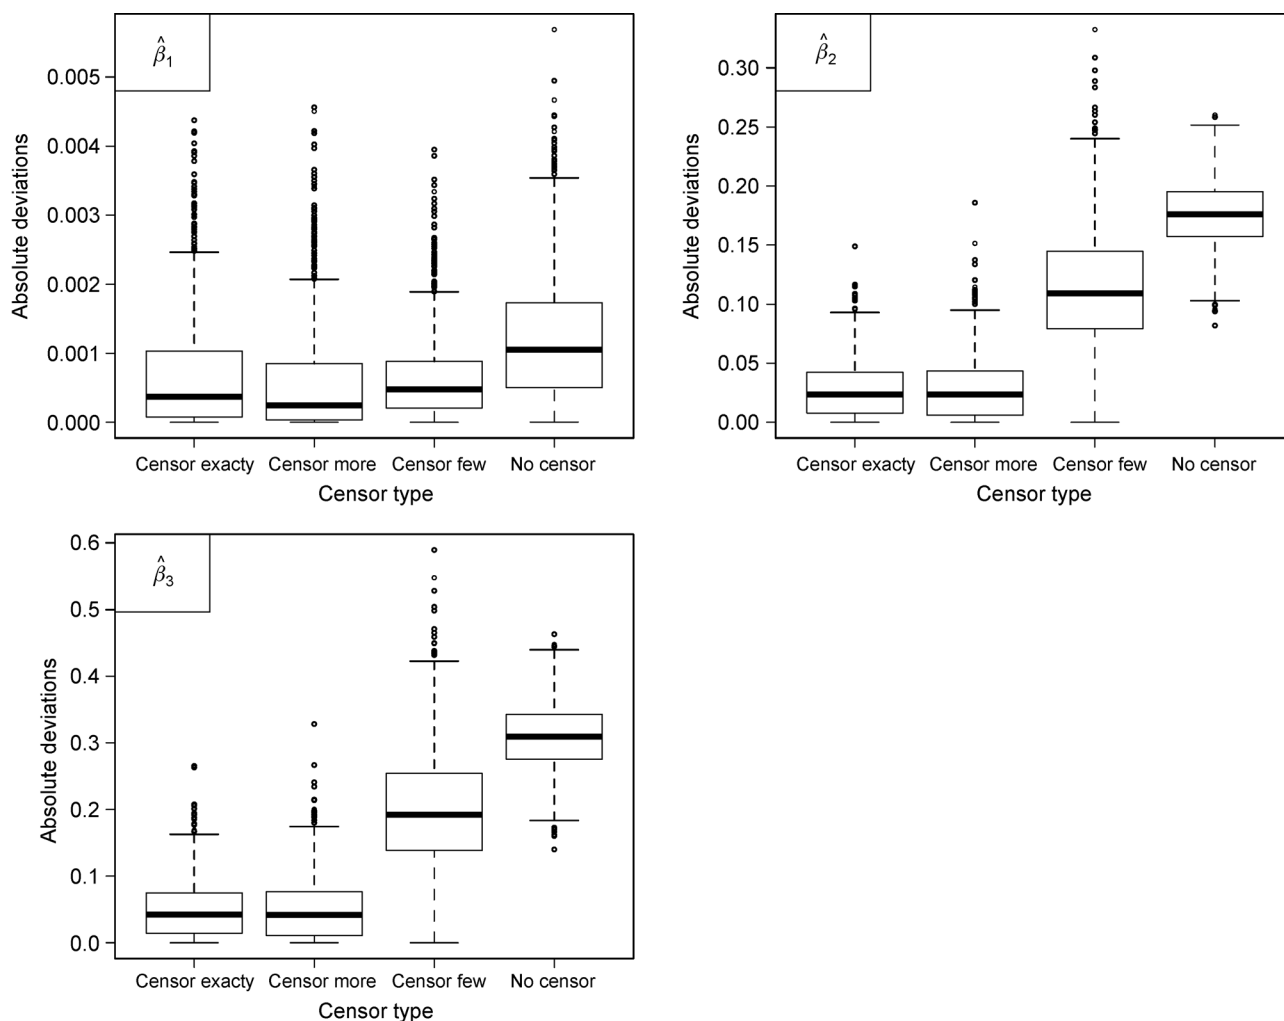 β̂1
0.005
0.004
0.003
0.002
0.001
0.000
Absolute deviations
Censor exacty Censor more Censor few No censor
Censor type
β̂2
0.30
0.25
0.20
0.15
0.10
0.05
0.00
Absolute deviations
Censor exacty Censor more Censor few No censor
Censor type
β̂3
0.6
0.5
0.4
0.3
0.2
0.1
0.0
Absolute deviations
Censor exacty Censor more Censor few No censor
Censor type